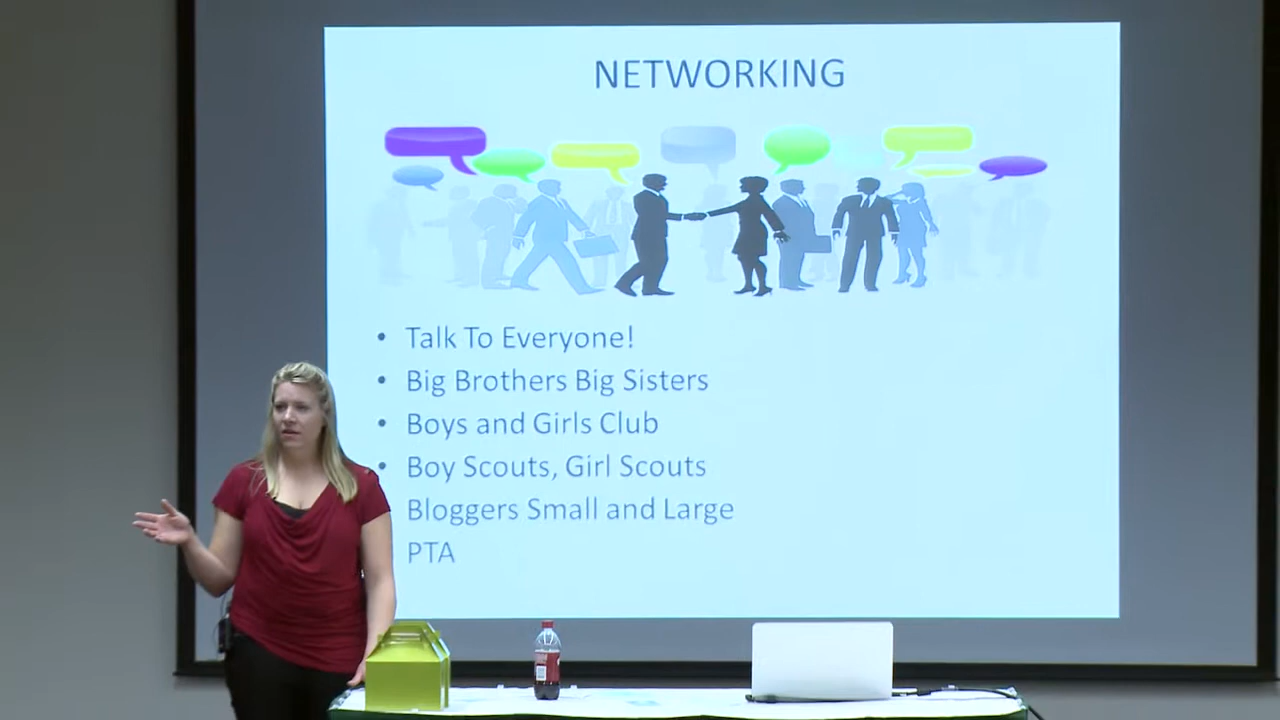 NETWORKING
• Talk To Everyone!
• Big Brothers Big Sisters
• Boys and Girls Club
• Boy Scouts, Girl Scouts
Bloggers Small and Large
PTA